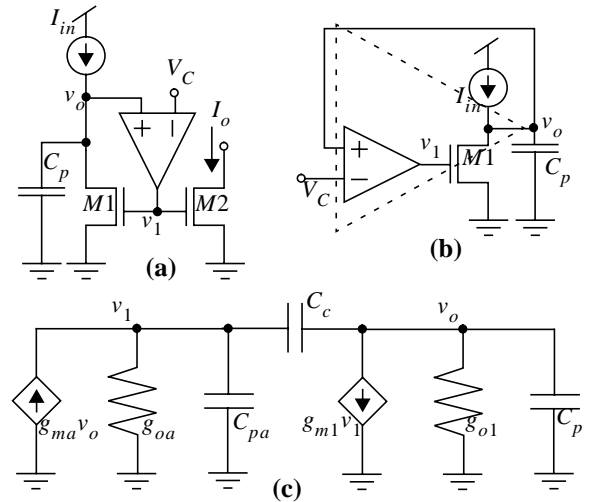 I_in
V_C
v_o
I_o
+ −
C_p
M1
v_1
M2
(a)
I_in
v_o
+
v_1
M1
−
V_C
C_p
(b)
C_c
v_1
v_o
g_ma v_o
g_oa
C_pa
g_m1 v_1
g_o1
C_p
(c)